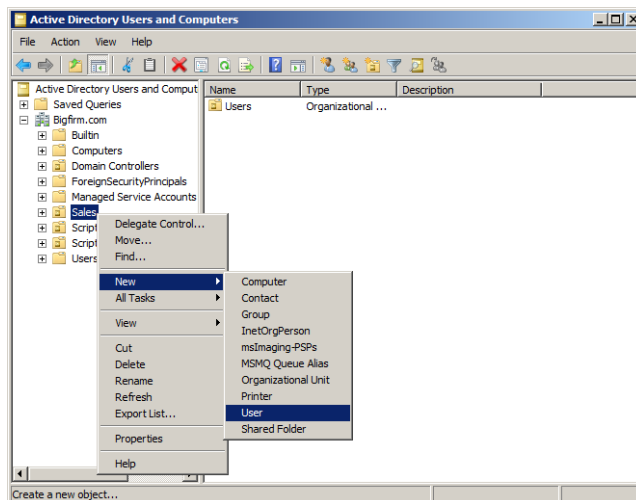 Active Directory Users and Computers
File Action View Help
Active Directory Users and Comput
Name Type Description
Saved Queries
Users Organizational ...
Bigfirm.com
Builtin
Computers
Domain Controllers
ForeignSecurityPrincipals
Managed Service Accounts
Sales
Script
Script
Users
Delegate Control...
Move...
Find...
New
All Tasks
View
Cut
Delete
Rename
Refresh
Export List...
Properties
Help
Computer
Contact
Group
InetOrgPerson
msImaging-PSPs
MSMQ Queue Alias
Organizational Unit
Printer
User
Shared Folder
Create a new object...